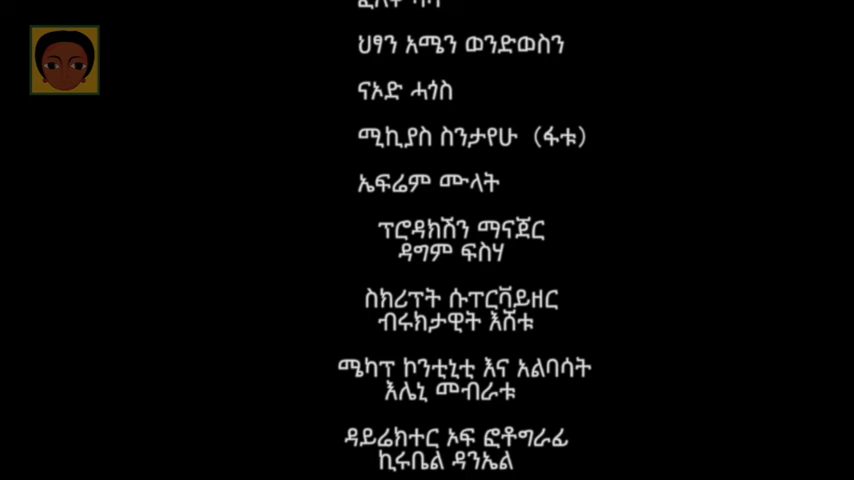 ህፃን አሜን ወንድወስን
ናኦድ ሓጎስ
ሚኪያስ ስንታየሁ (ፋቱ)
ኤፍሬም ሙላት
ፕሮዳክሽን ማናጀር
ዳግም ፍስሃ
ስክሪፕት ሱፐርቫይዘር
ብሩክታዊት እሸቱ
ሜካፕ ኮንቲኒቲ እና አልባሳት
እሌኒ መብራቱ
ዳይሬክተር ኦፍ ፎቶግራፊ
ኪሩቤል ዳንኤል